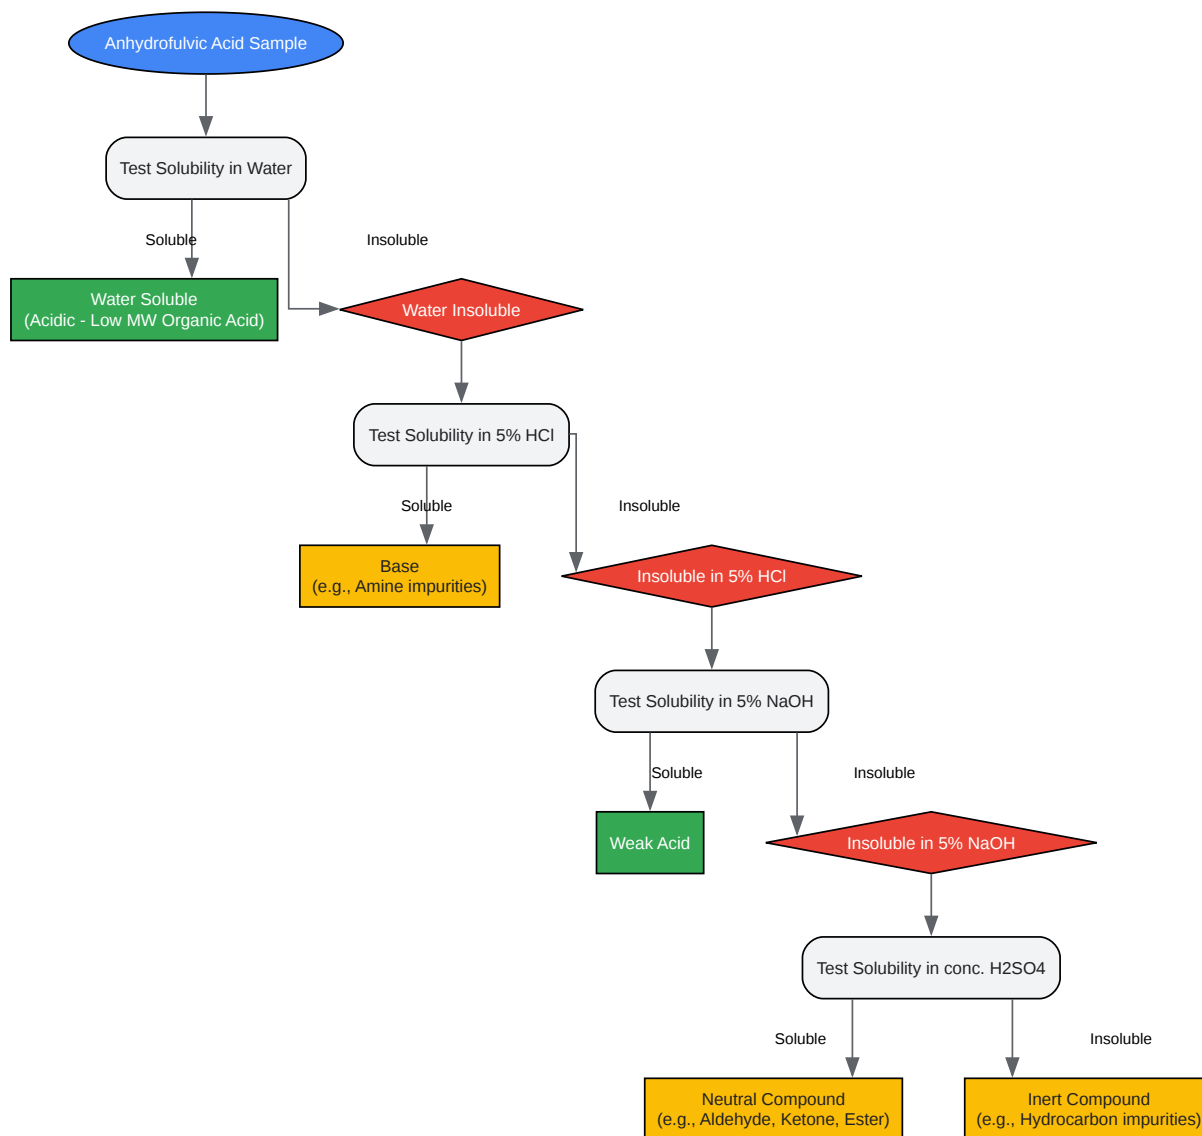 Anhydrofulvic Acid Sample
Test Solubility in Water
Soluble
Insoluble
Water Soluble
(Acidic - Low MW Organic Acid)
Water Insoluble
Test Solubility in 5% HCl
Soluble
Insoluble
Base
(e.g., Amine impurities)
Insoluble in 5% HCl
Test Solubility in 5% NaOH
Soluble
Insoluble
Weak Acid
Insoluble in 5% NaOH
Test Solubility in conc. H2SO4
Soluble
Insoluble
Neutral Compound
(e.g., Aldehyde, Ketone, Ester)
Inert Compound
(e.g., Hydrocarbon impurities)